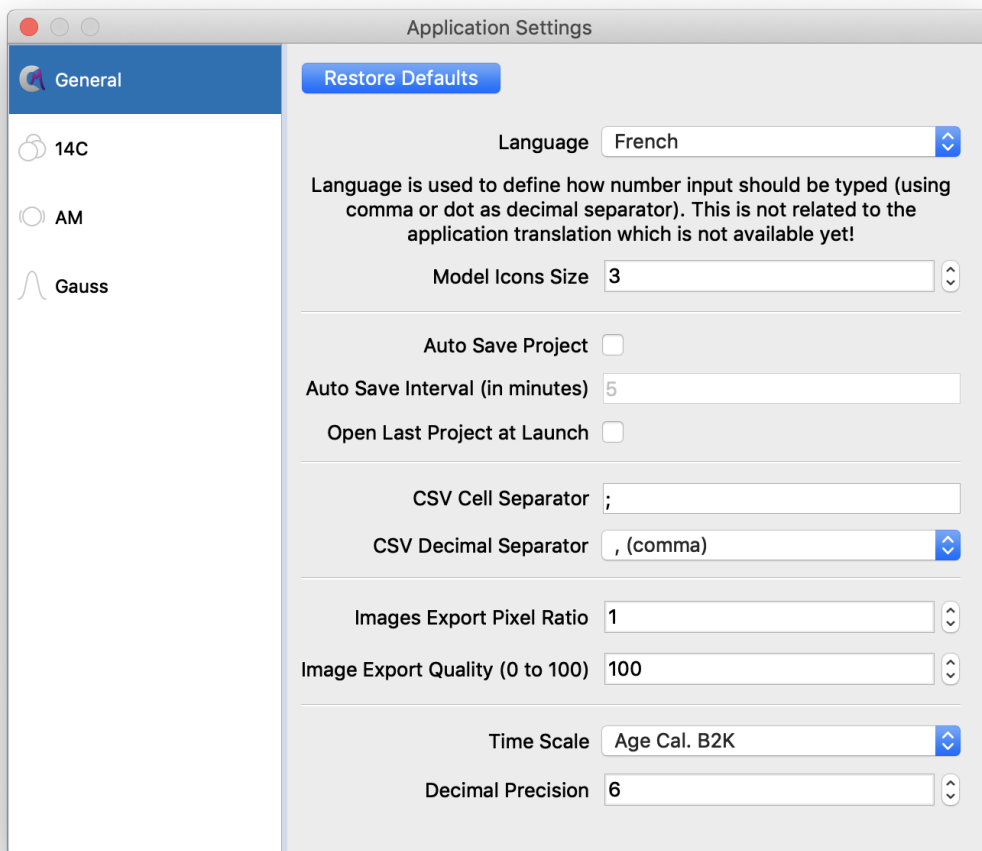 Application Settings
General
14C
AM
Gauss
Restore Defaults
Language French
Language is used to define how number input should be typed (using
comma or dot as decimal separator). This is not related to the
application translation which is not available yet!
Model Icons Size 3
Auto Save Project
Auto Save Interval (in minutes) 5
Open Last Project at Launch
CSV Cell Separator ;
CSV Decimal Separator , (comma)
Images Export Pixel Ratio 1
Image Export Quality (0 to 100) 100
Time Scale Age Cal. B2K
Decimal Precision 6